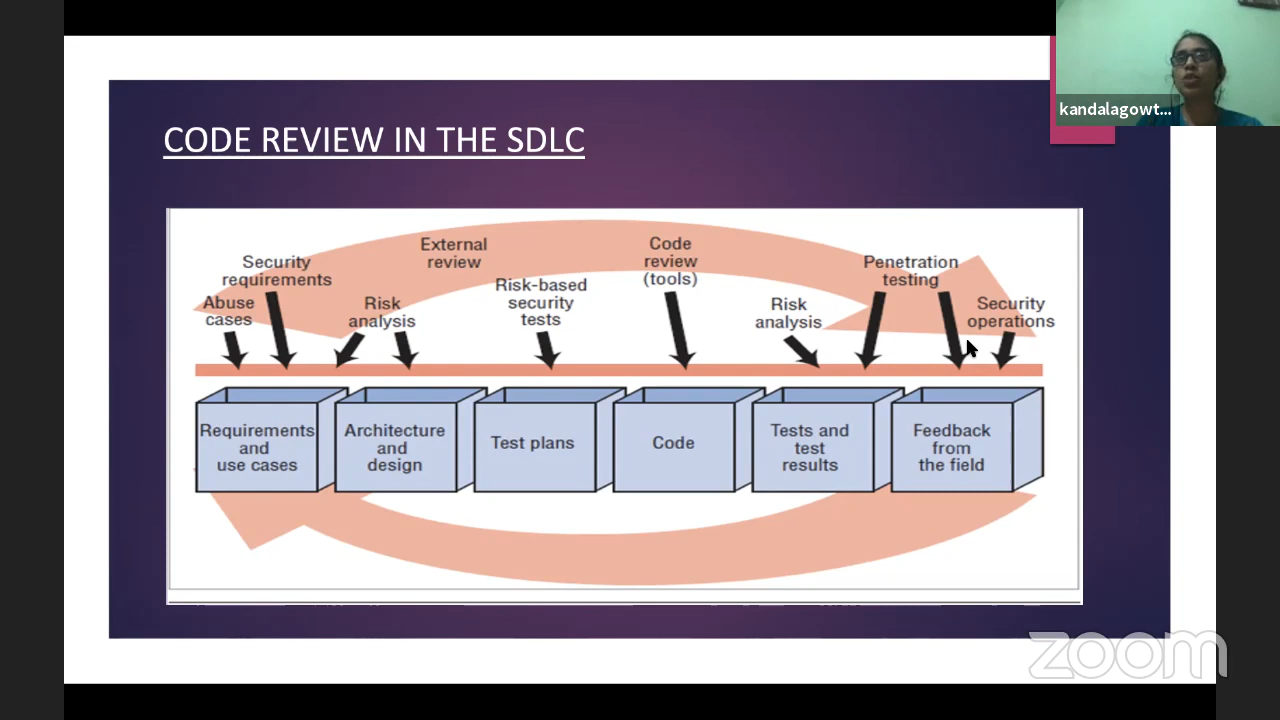 kandalagowt...
CODE REVIEW IN THE SDLC
Security
requirements
Abuse
cases
External
review
Risk
analysis
Risk-based
security
tests
Code
review
(tools)
Risk
analysis
Penetration
testing
Security
operations
Requirements
and
use cases
Architecture
and
design
Test plans
Code
Tests and
test
results
Feedback
from
the field
zoom